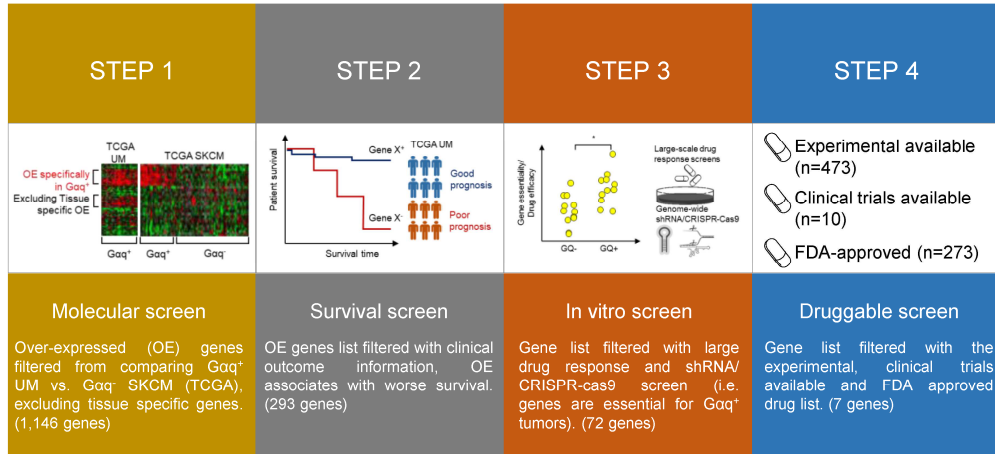 STEP 1
STEP 2
STEP 3
STEP 4
TCGA
UM
TCGA SKCM
OE specifically
in Gαq⁺
Excluding Tissue
specific OE
Gαq⁺
Gαq⁺
Gαq⁻
Patient survival
Survival time
Gene X⁺
Gene X⁻
TCGA UM
Good
prognosis
Poor
prognosis
Gene essentiality/
Drug efficacy
*
GQ-
GQ+
Large-scale drug
response screens
Genome-wide
shRNA/CRISPR-Cas9
Experimental available
(n=473)
Clinical trials available
(n=10)
FDA-approved (n=273)
Molecular screen
Over-expressed (OE) genes
filtered from comparing Gαq⁺
UM vs. Gαq⁻ SKCM (TCGA),
excluding tissue specific genes.
(1,146 genes)
Survival screen
OE genes list filtered with clinical
outcome information, OE
associates with worse survival.
(293 genes)
In vitro screen
Gene list filtered with large
drug response and shRNA/
CRISPR-cas9 screen (i.e.
genes are essential for Gαq⁺
tumors). (72 genes)
Druggable screen
Gene list filtered with the
experimental, clinical trials
available and FDA approved
drug list. (7 genes)